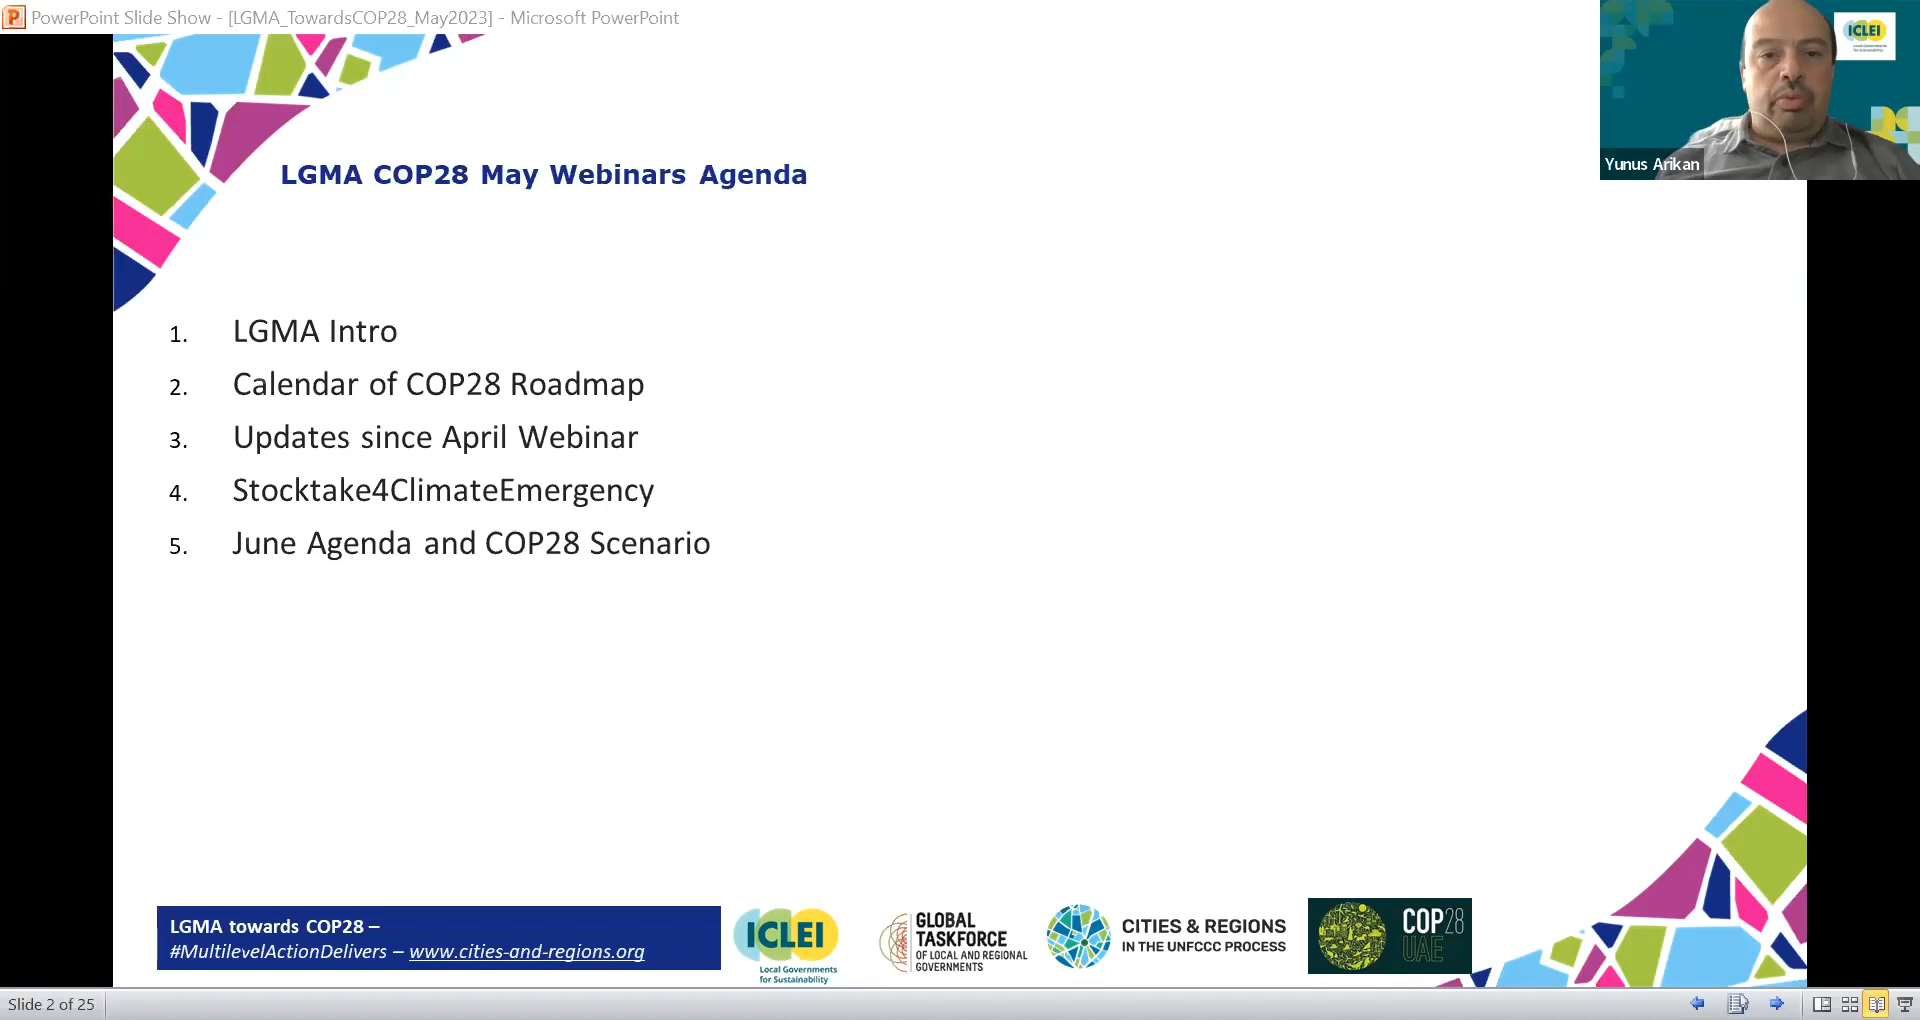 PowerPoint Slide Show - [LGMA_TowardsCOP28_May2023] - Microsoft PowerPoint
ICLEI
Local Governments
for Sustainability
Yunus Arikan
LGMA COP28 May Webinars Agenda
1. LGMA Intro
2. Calendar of COP28 Roadmap
3. Updates since April Webinar
4. Stocktake4ClimateEmergency
5. June Agenda and COP28 Scenario
LGMA towards COP28 –
#MultilevelActionDelivers – www.cities-and-regions.org
ICLEI
Local Governments
for Sustainability
GLOBAL
TASKFORCE
OF LOCAL AND REGIONAL
GOVERNMENTS
CITIES & REGIONS
IN THE UNFCCC PROCESS
COP28
UAE
Slide 2 of 25